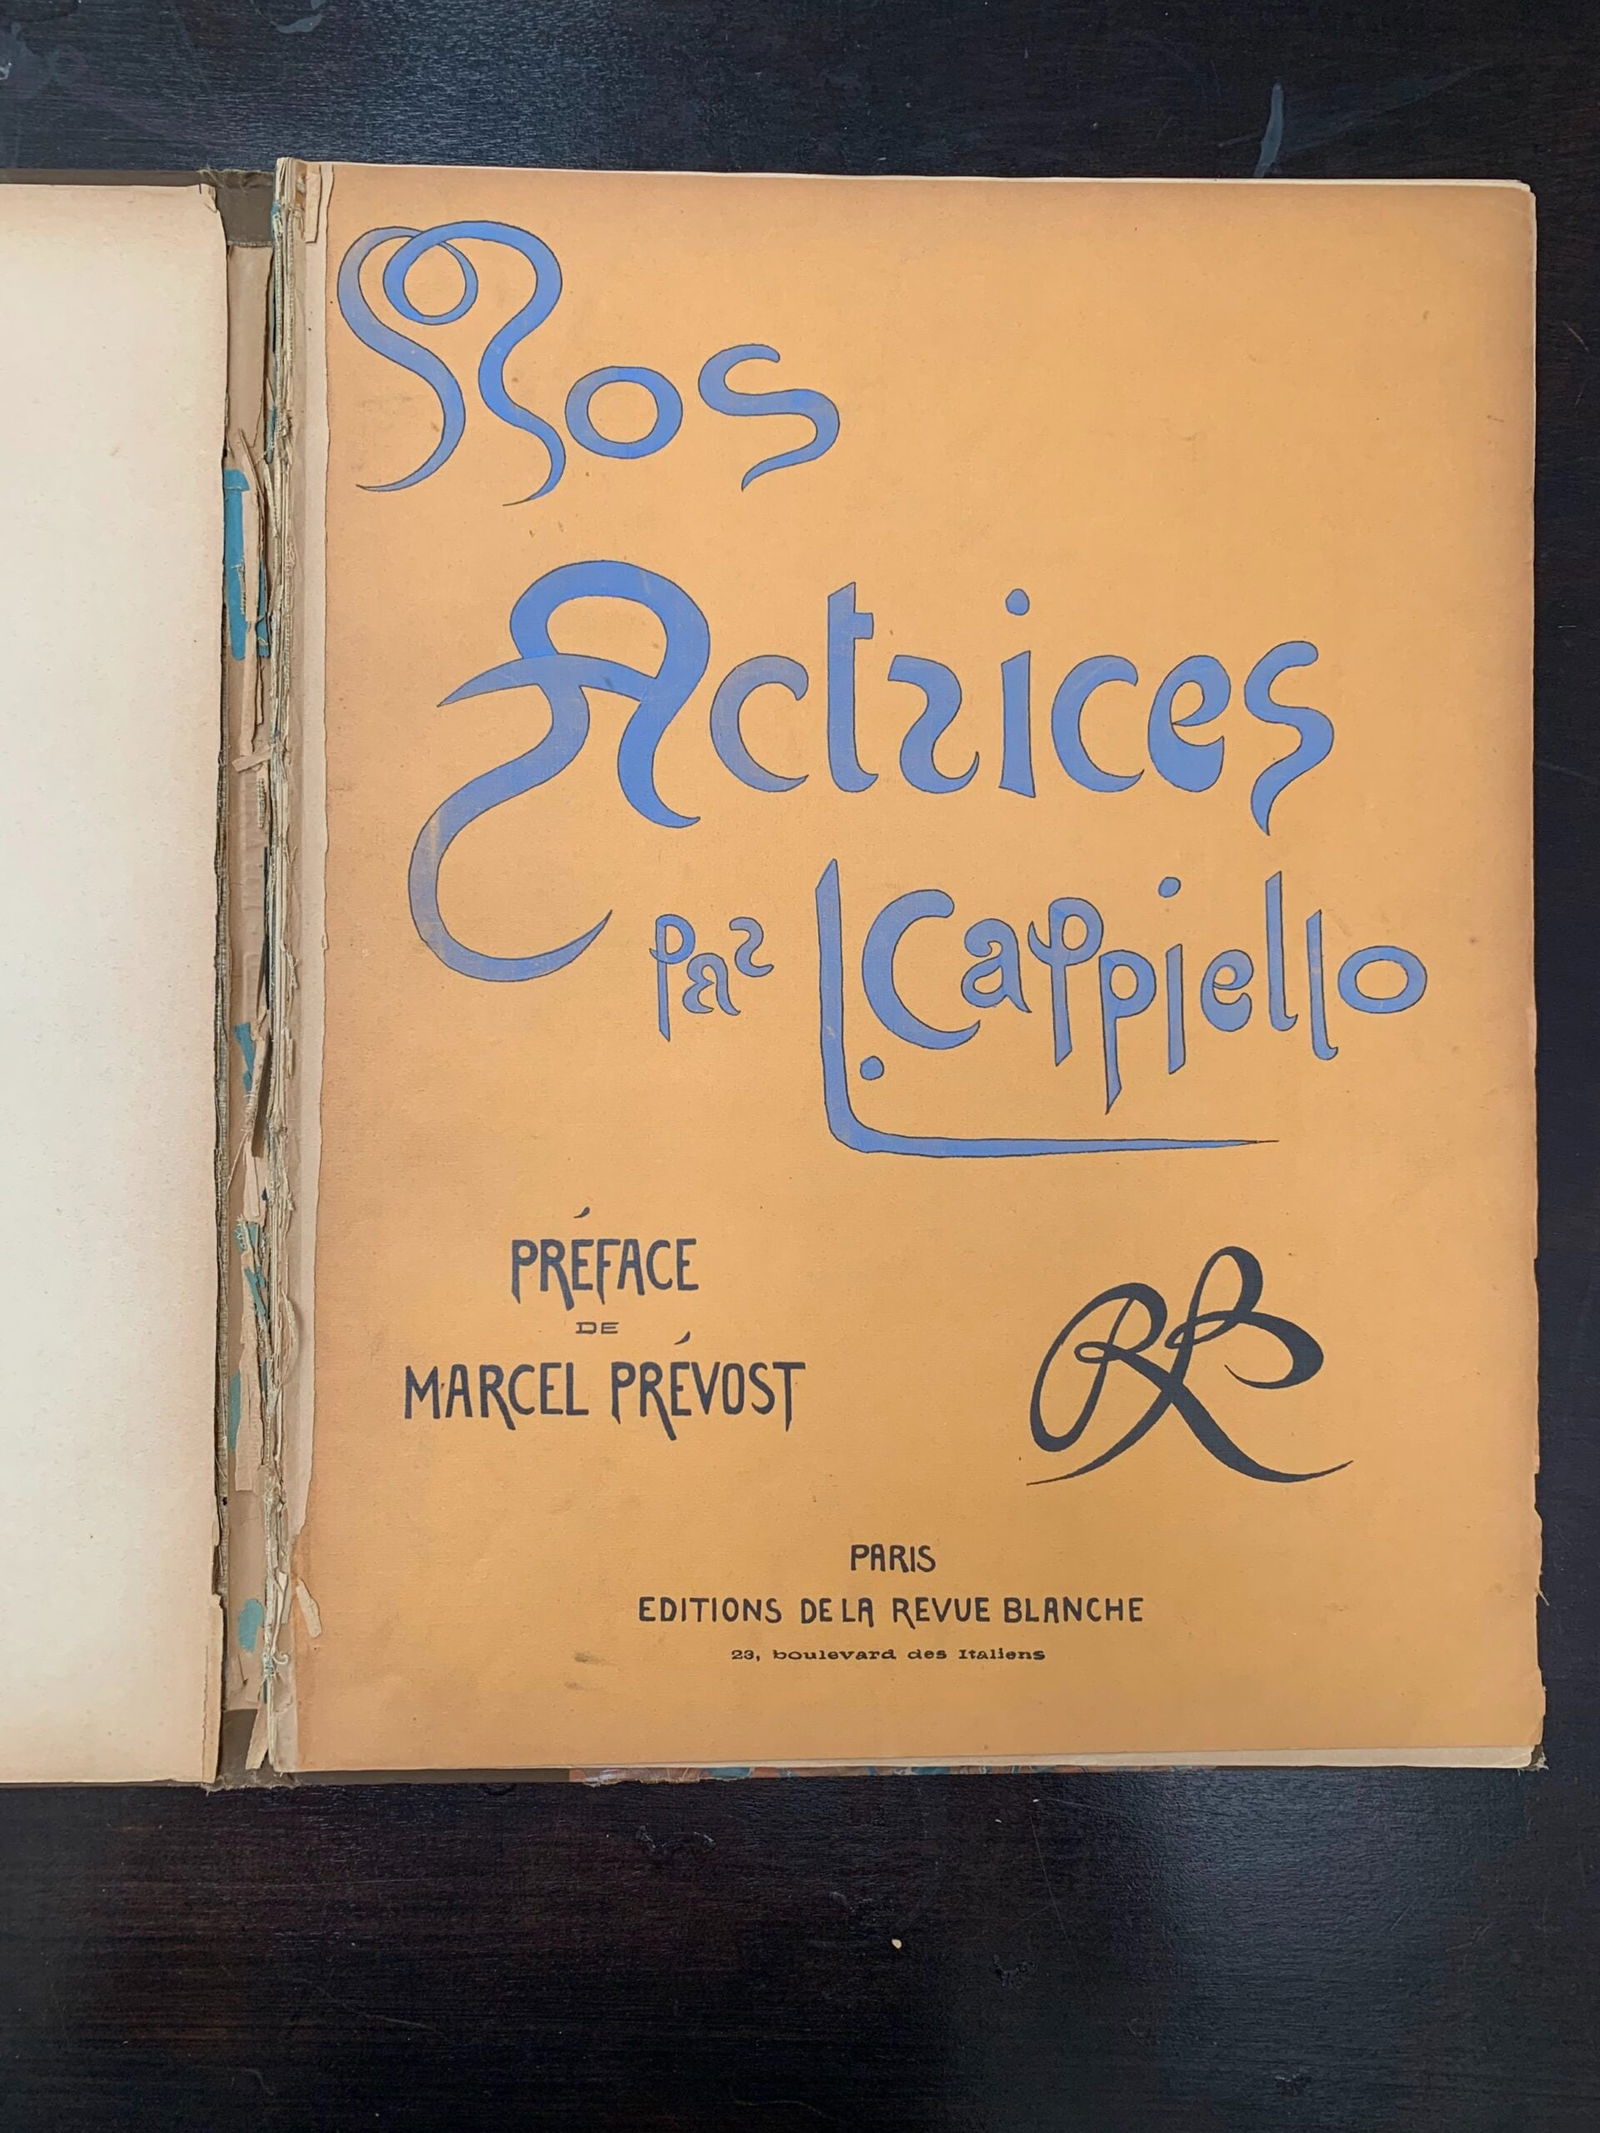 Nos
Actrices
par L. Cappiello
PRÉFACE
DE
MARCEL PRÉVOST
RB
PARIS
EDITIONS DE LA REVUE BLANCHE
23, boulevard des Italiens